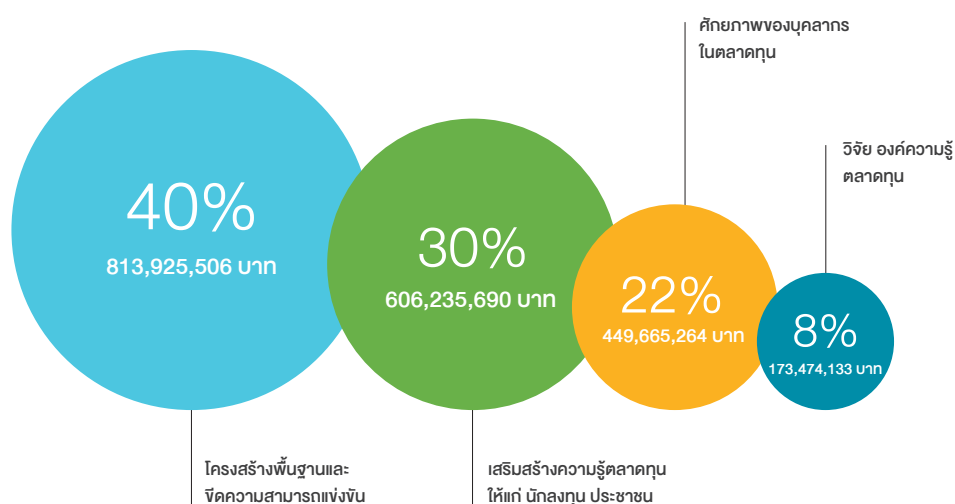 ศักยภาพของบุคลากร
ในตลาดทุน
วิจัย องค์ความรู้
ตลาดทุน
40%
813,925,506 บาท
30%
606,235,690 บาท
22%
449,665,264 บาท
8%
173,474,133 บาท
โครงสร้างพื้นฐานและ
ขีดความสามารถแข่งขัน
เสริมสร้างความรู้ตลาดทุน
ให้แก่ นักลงทุน ประชาชน